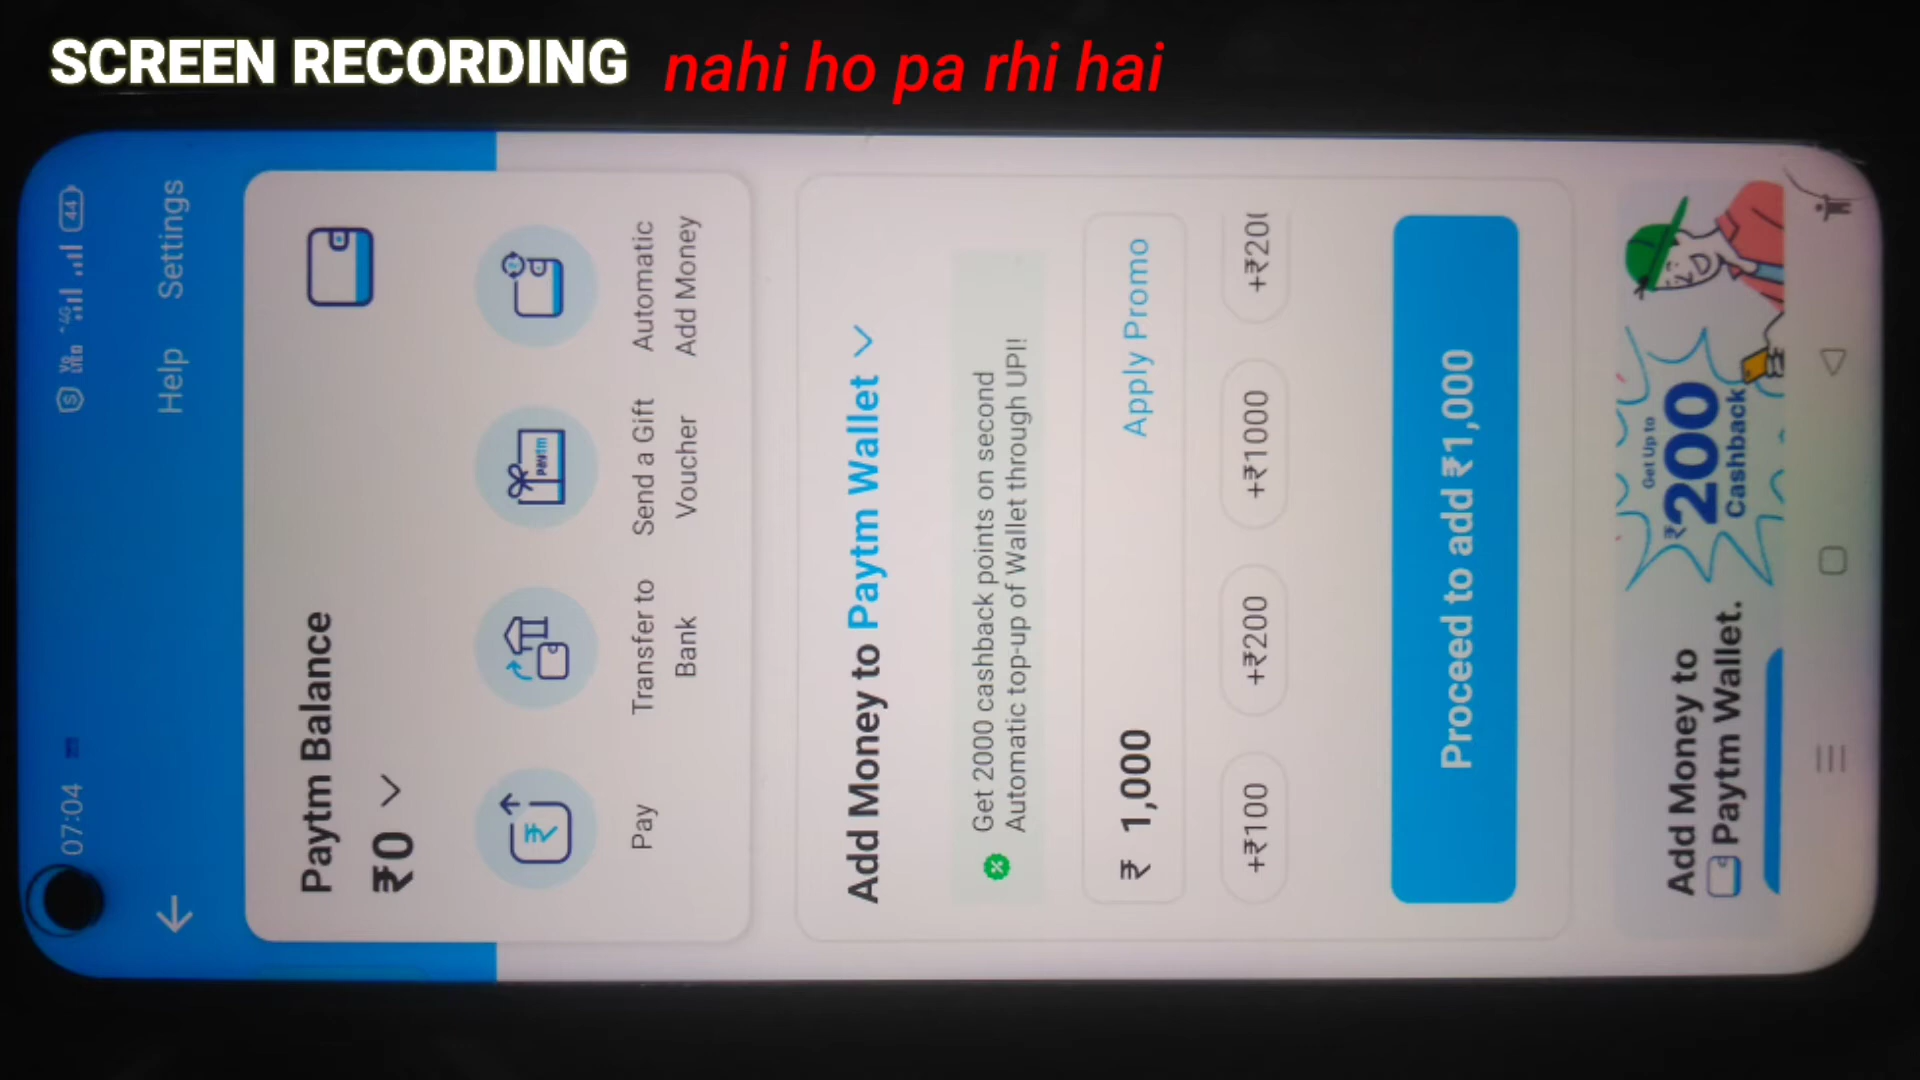 SCREEN RECORDING nahi ho pa rhi hai
07:04
44
Help Settings
Paytm Balance
₹0
Pay
Transfer to
Bank
Send a Gift
Voucher
Automatic
Add Money
paytm
Add Money to Paytm Wallet
Get 2000 cashback points on second
Automatic top-up of Wallet through UPI!
₹ 1,000 Apply Promo
+₹100 +₹200 +₹1000 +₹200
Proceed to add ₹1,000
Add Money to
Paytm Wallet.
Get Up to
₹200
Cashback